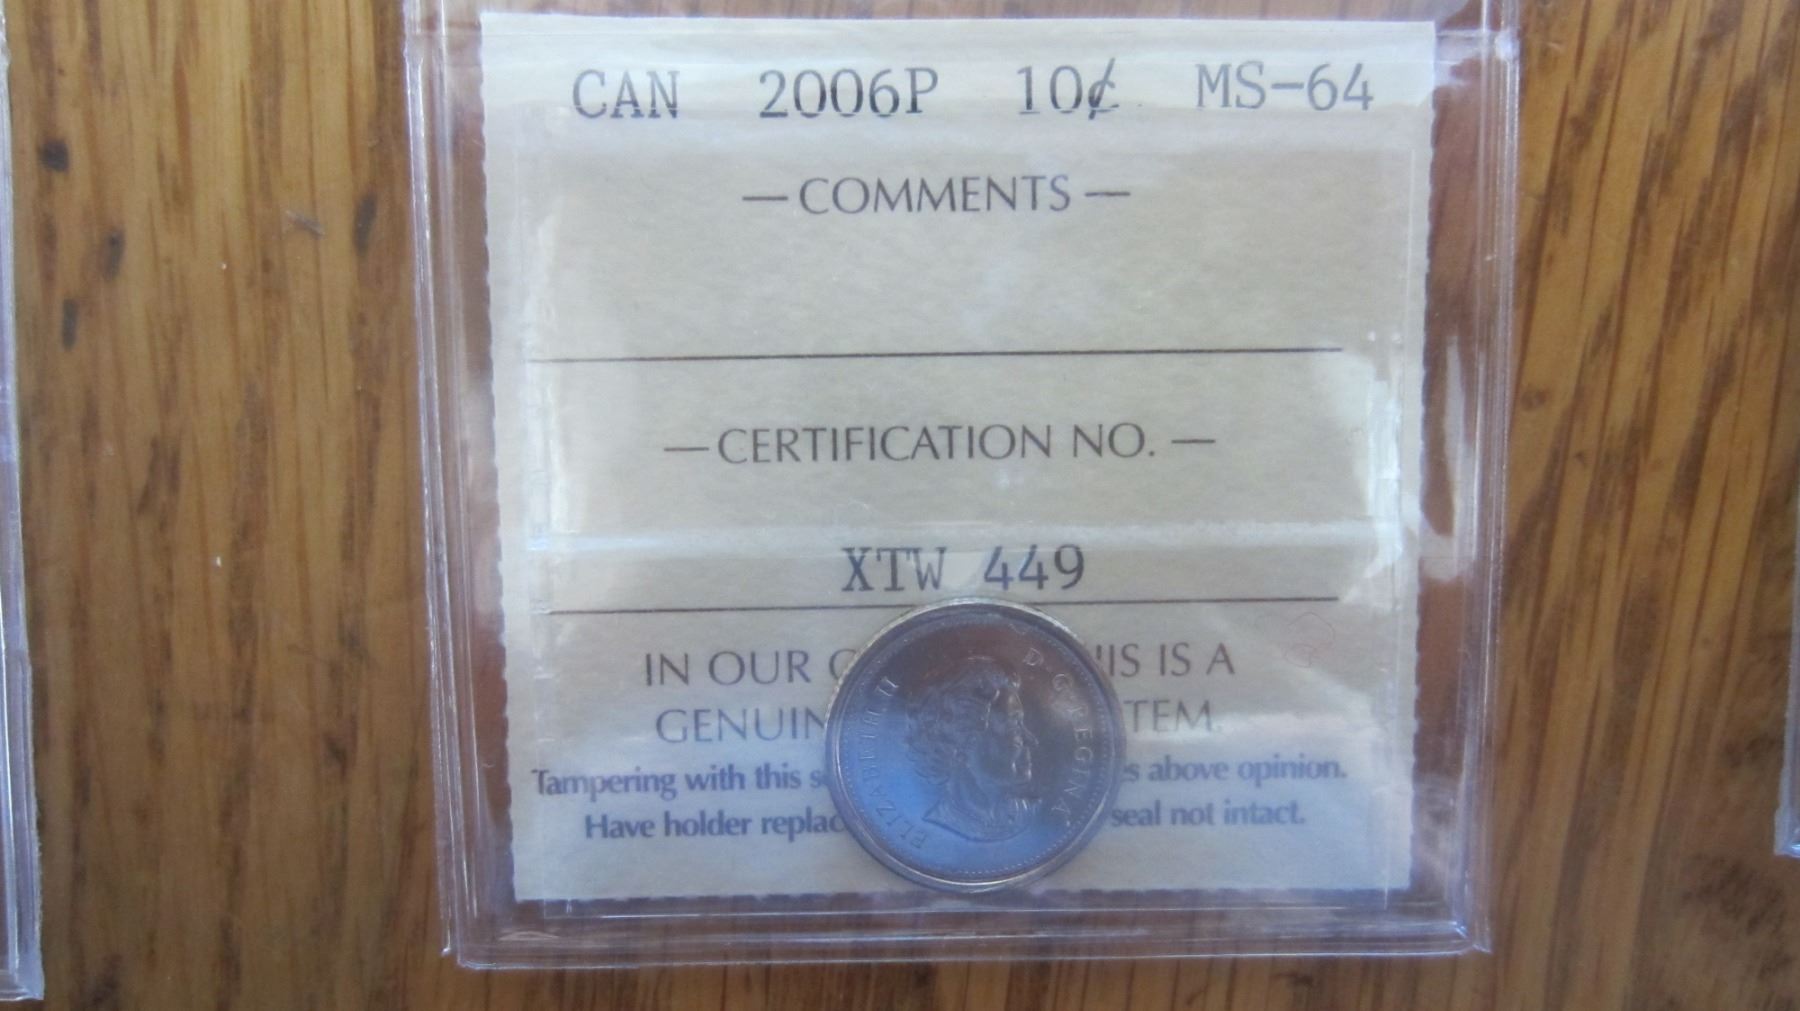 CAN 2006P 10¢ MS-64
— COMMENTS —
— CERTIFICATION NO. —
XTW 449
IN OUR IS A
GENUIN TEM.
Tampering with this s s above opinion.
Have holder replac seal not intact.
ELIZABETH II D·G·REGINA